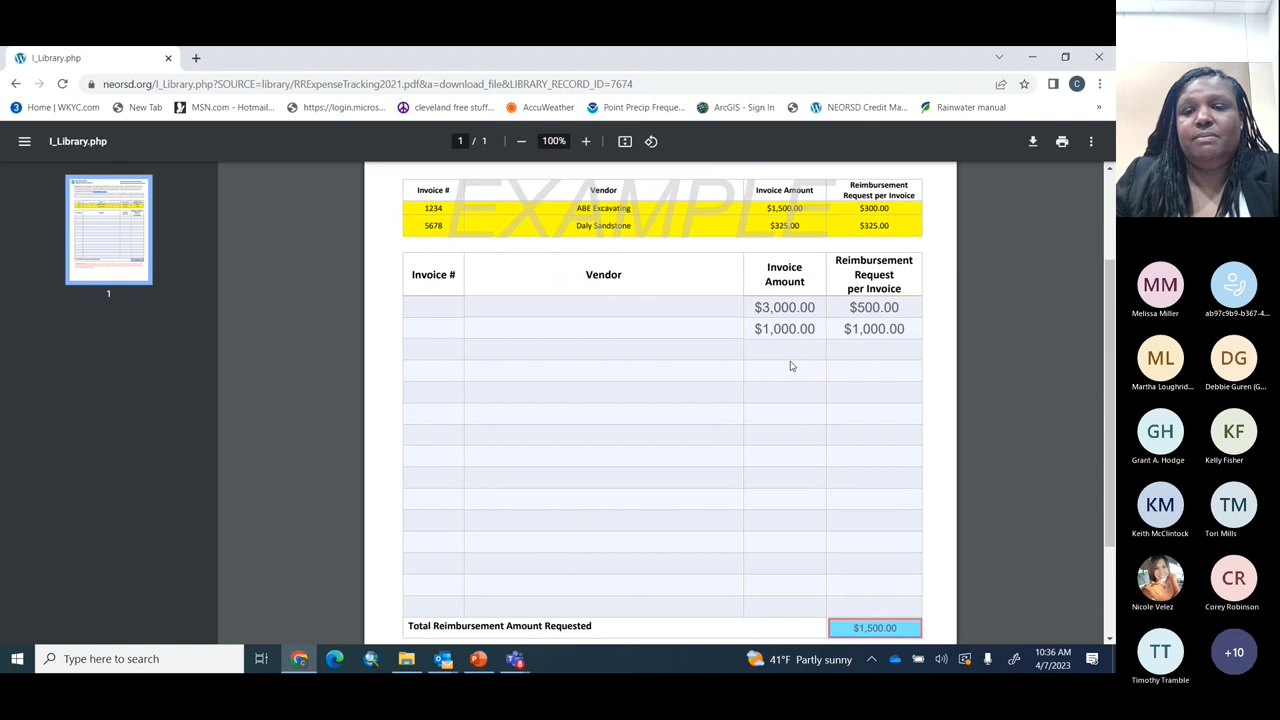 I_Library.php
neorsd.org/I_Library.php?SOURCE=library/RRExpenseTracking2021.pdf&a=download_file&LIBRARY_RECORD_ID=7674
C
Home | WKYC.com
New Tab
MSN.com - Hotmail...
https://login.micros...
cleveland free stuff...
AccuWeather
Point Precip Freque...
ArcGIS - Sign In
NEORSD Credit Ma...
Rainwater manual
»
I_Library.php
1 / 1
100%
1
EXAMPLE
Invoice # Vendor Invoice Amount Reimbursement
Request per Invoice
1234 ABE Excavating $1,500.00 $300.00
5678 Daly Sandstone $325.00 $325.00
Invoice # Vendor Invoice
Amount Reimbursement
Request
per Invoice
$3,000.00 $500.00
$1,000.00 $1,000.00
Total Reimbursement Amount Requested $1,500.00
Type here to search
41°F Partly sunny
10:36 AM
4/7/2023
MM
Melissa Miller
ab97c9b9-b367-4...
ML
Martha Loughrid...
DG
Debbie Guren (G...
GH
Grant A. Hodge
KF
Kelly Fisher
KM
Keith McClintock
TM
Tori Mills
Nicole Velez
CR
Corey Robinson
TT
Timothy Tramble
+10